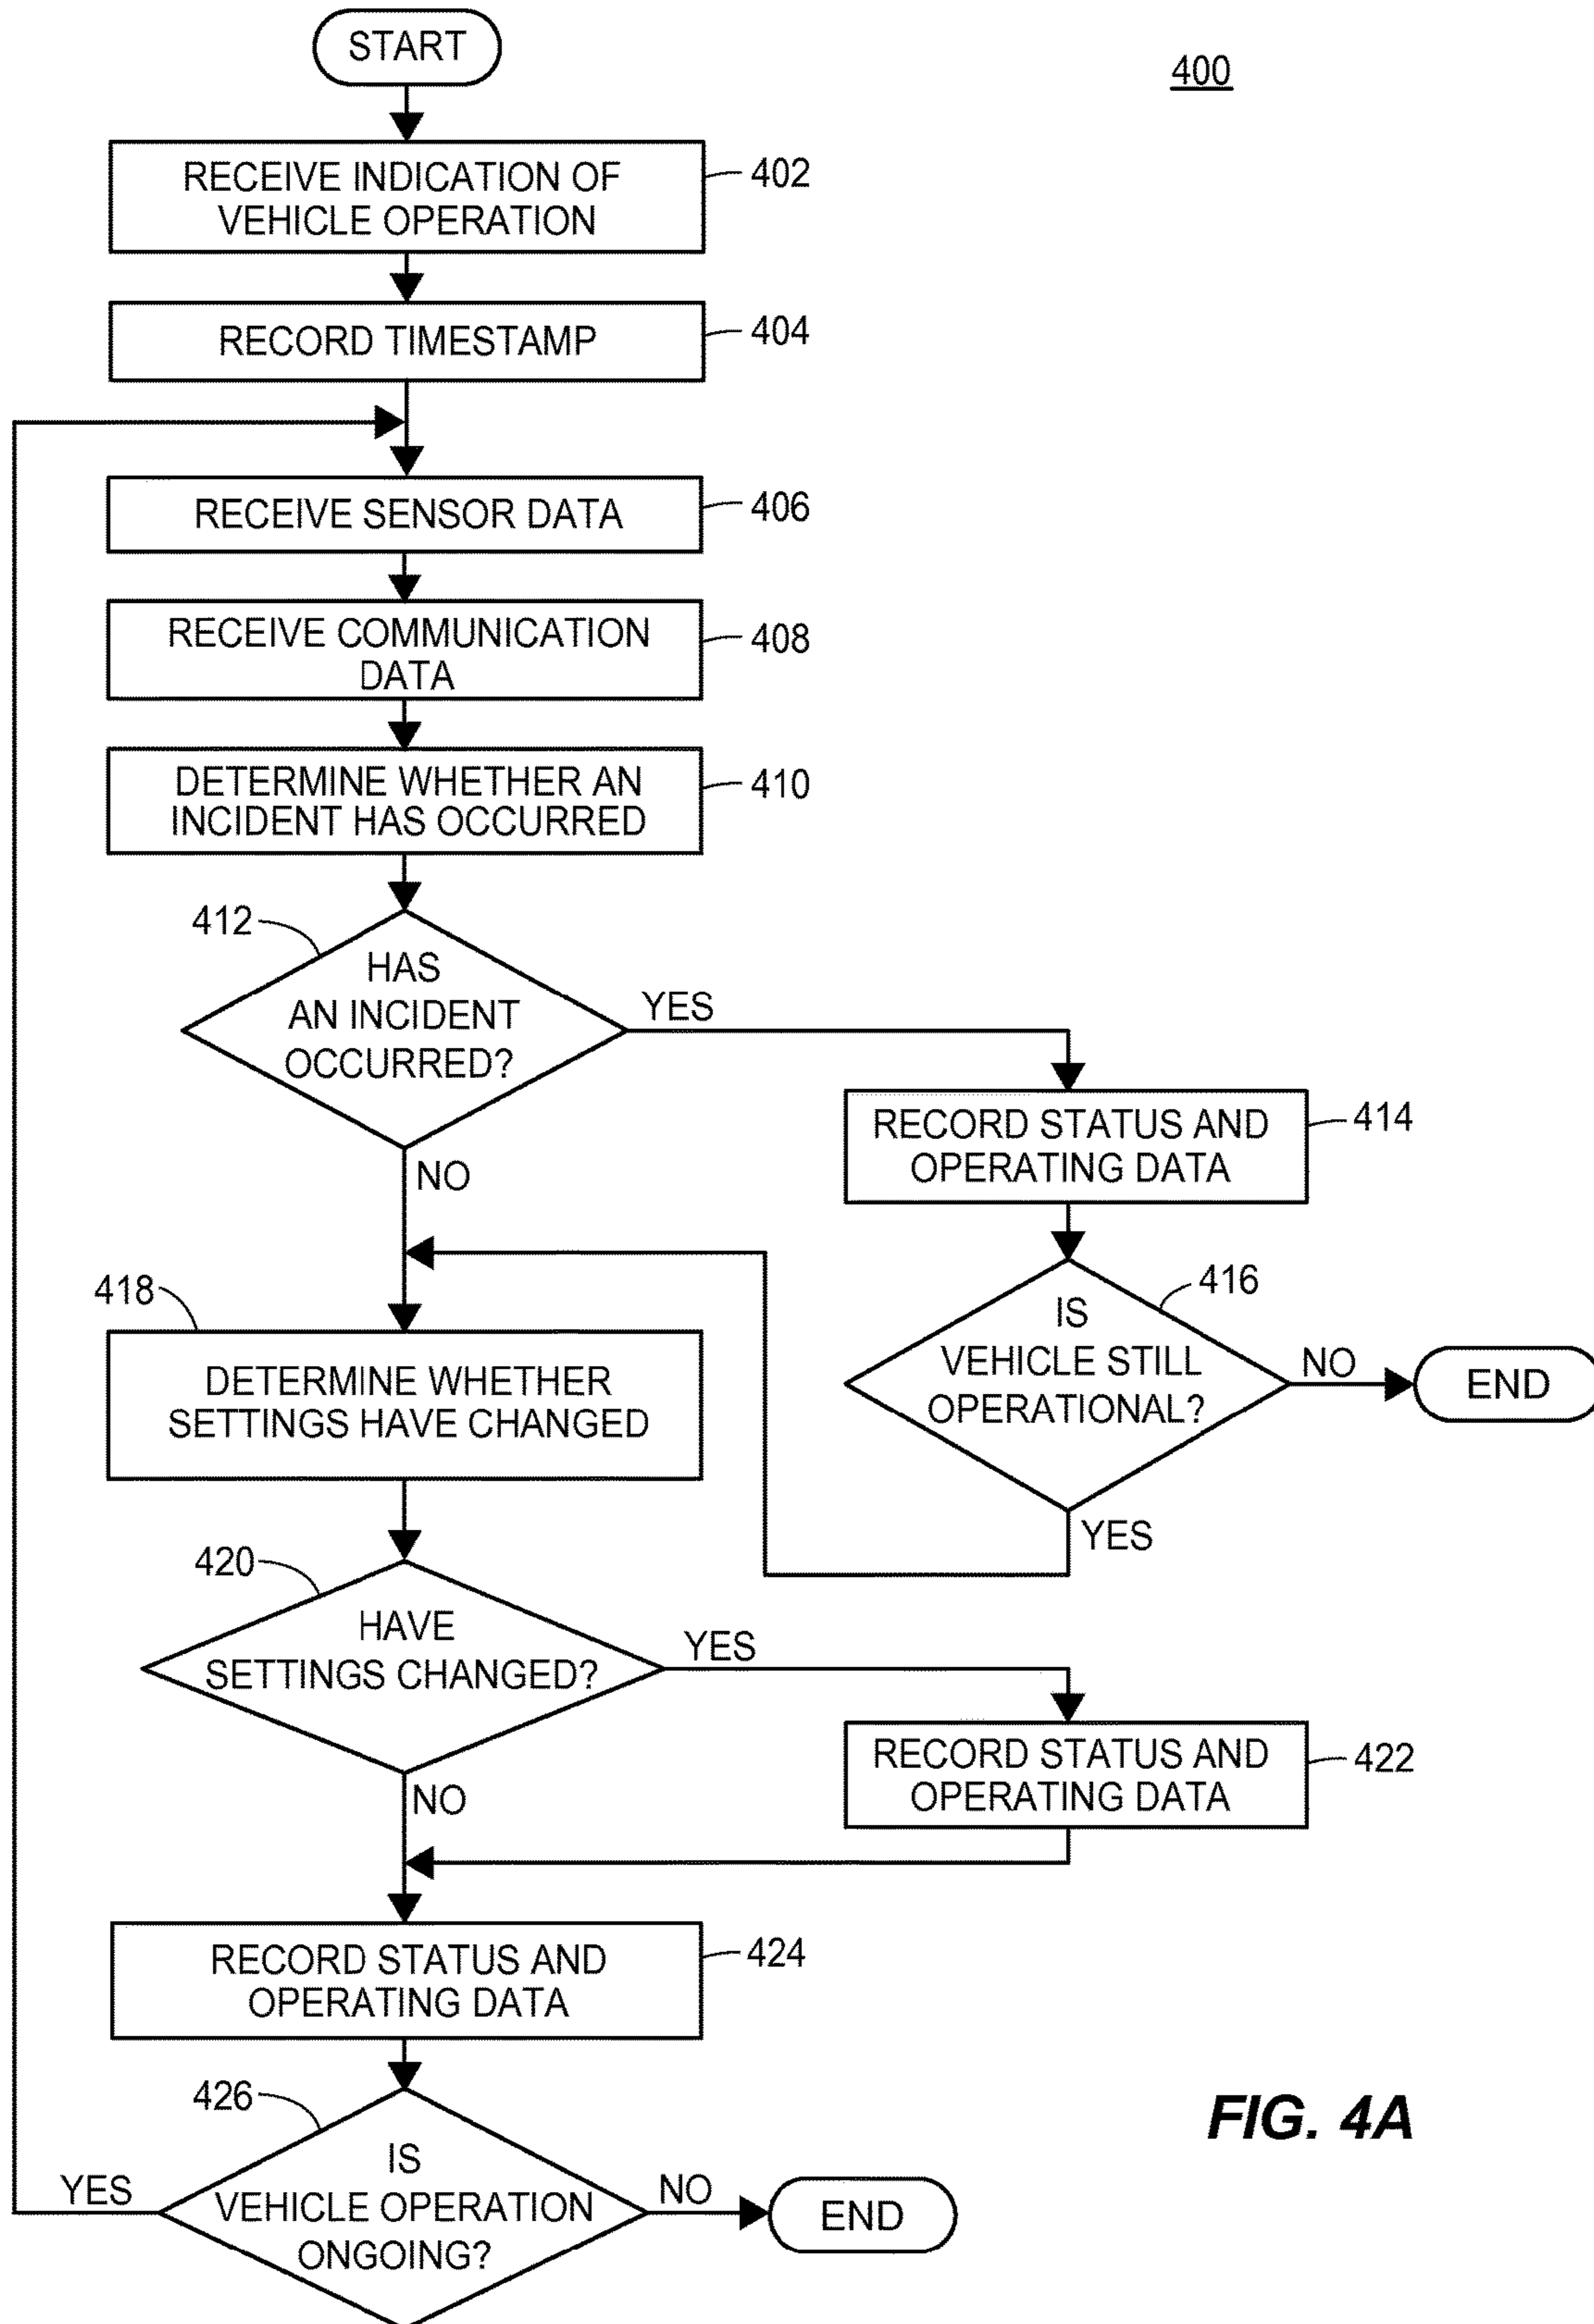 START
400
RECEIVE INDICATION OF
VEHICLE OPERATION
402
RECORD TIMESTAMP
404
RECEIVE SENSOR DATA
406
RECEIVE COMMUNICATION
DATA
408
DETERMINE WHETHER AN
INCIDENT HAS OCCURRED
410
412
HAS
AN INCIDENT
OCCURRED?
YES
NO
RECORD STATUS AND
OPERATING DATA
414
416
IS
VEHICLE STILL
OPERATIONAL?
NO
END
YES
418
DETERMINE WHETHER
SETTINGS HAVE CHANGED
420
HAVE
SETTINGS CHANGED?
YES
NO
RECORD STATUS AND
OPERATING DATA
422
RECORD STATUS AND
OPERATING DATA
424
426
IS
VEHICLE OPERATION
ONGOING?
YES
NO
END
FIG. 4A